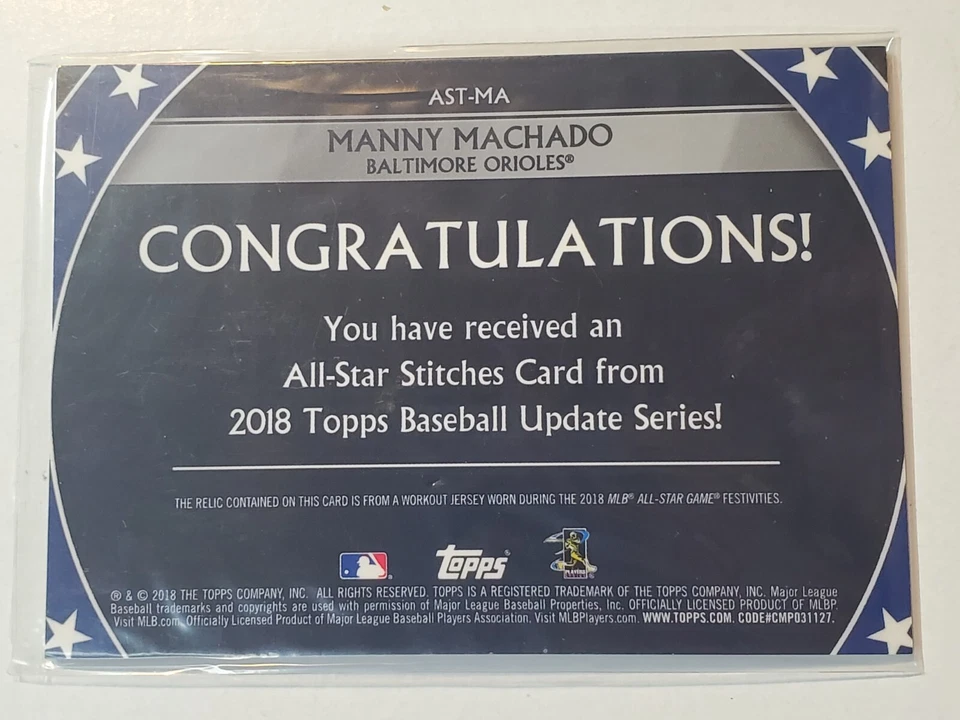 AST-MA
MANNY MACHADO
BALTIMORE ORIOLES®
CONGRATULATIONS!
You have received an
All-Star Stitches Card from
2018 Topps Baseball Update Series!
THE RELIC CONTAINED ON THIS CARD IS FROM A WORKOUT JERSEY WORN DURING THE 2018 MLB® ALL-STAR GAME® FESTIVITIES.
topps®
PLAYERS
® & © 2018 THE TOPPS COMPANY, INC. ALL RIGHTS RESERVED. TOPPS IS A REGISTERED TRADEMARK OF THE TOPPS COMPANY, INC. Major League
Baseball trademarks and copyrights are used with permission of Major League Baseball Properties, Inc. OFFICIALLY LICENSED PRODUCT OF MLBP.
Visit MLB.com. Officially Licensed Product of Major League Baseball Players Association. Visit MLBPlayers.com. WWW.TOPPS.COM. CODE#CMP031127.